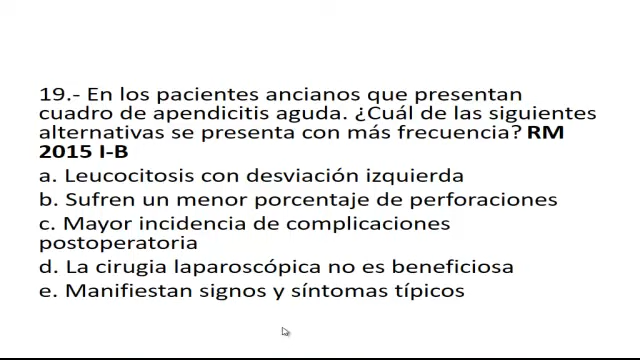 19.- En los pacientes ancianos que presentan
cuadro de apendicitis aguda. ¿Cuál de las siguientes
alternativas se presenta con más frecuencia? RM
2015 I-B
a. Leucocitosis con desviación izquierda
b. Sufren un menor porcentaje de perforaciones
c. Mayor incidencia de complicaciones
postoperatoria
d. La cirugia laparoscópica no es beneficiosa
e. Manifiestan signos y síntomas típicos